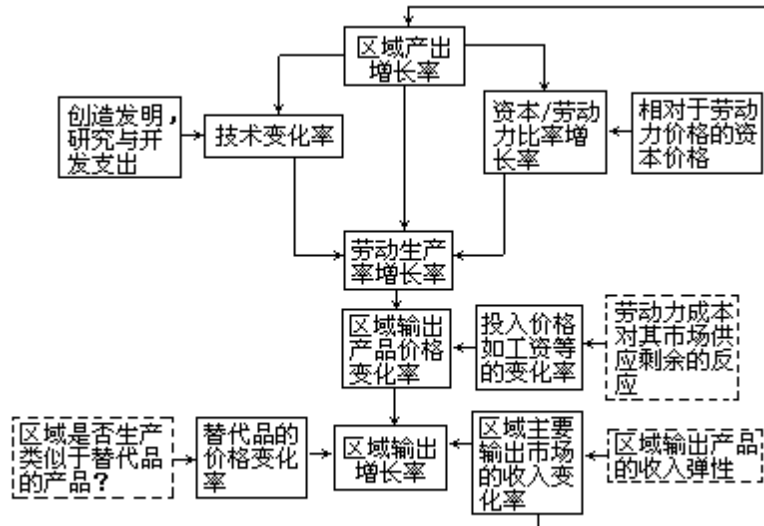 区域产出
增长率
创造发明，
研究与开
发支出
技术变化率
资本/劳动
力比率增
长率
相对于劳动
力价格的资
本价格
劳动生产
率增长率
区域输出
产品价格
变化率
投入价格
如工资等
的变化率
劳动力成本
对其市场供
应剩余的反
应
区域是否生产
类似于替代品
的产品？
替代品的
价格变化
率
区域输出
增长率
区域主要
输出市场
的收入变
化率
区域输出产品
的收入弹性